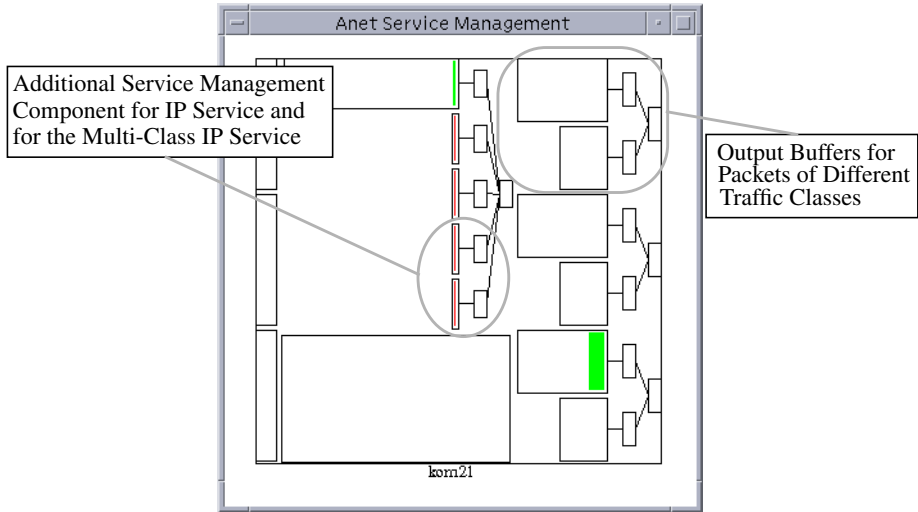 Anet Service Management
Additional Service Management
Component for IP Service and
for the Multi-Class IP Service
Output Buffers for
Packets of Different
Traffic Classes
kom21